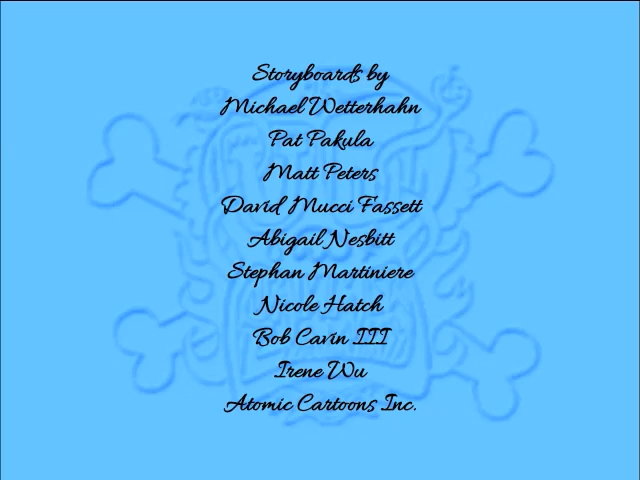 Storyboards by
Michael Wetterhahn
Pat Pakula
Matt Peters
David Mucci Fassett
Abigail Nesbitt
Stephan Martiniere
Nicole Hatch
Bob Cavin III
Irene Wu
Atomic Cartoons Inc.